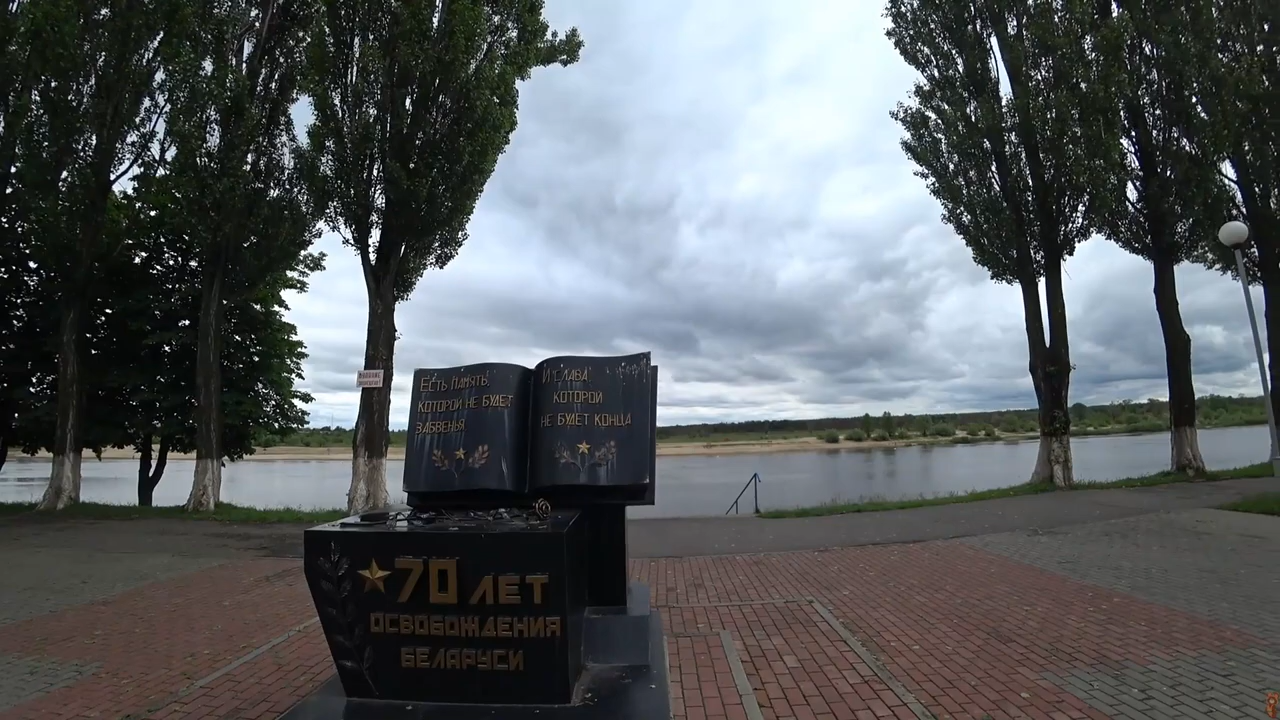 Есть память,
которой не будет
забвенья
И слава,
которой
не будет конца
70 лет
освобождения
Беларуси